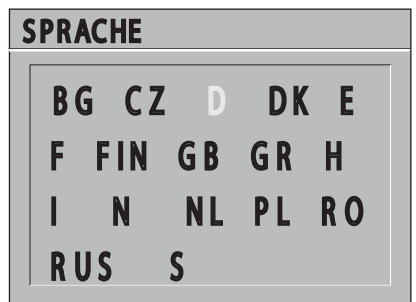 SPRACHE
BG CZ D DK E
F FIN GB GR H
I N NL PL RO
RUS S